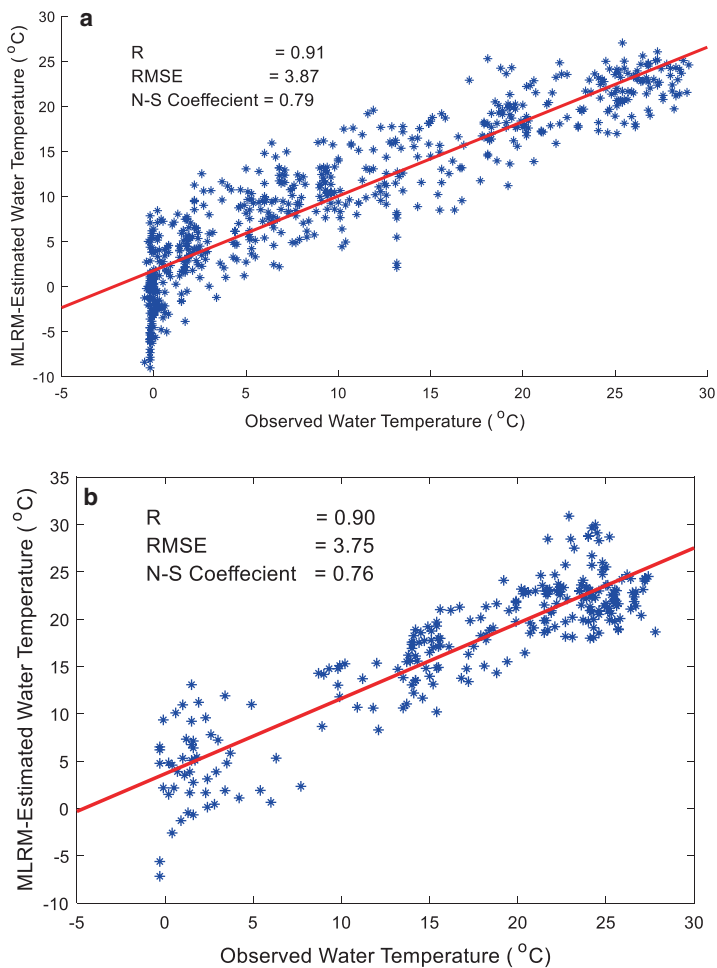 a
R = 0.91
RMSE = 3.87
N-S Coeffecient = 0.79
30
25
20
15
10
5
0
-5
-10
MLRM-Estimated Water Temperature ( °C)
-5 0 5 10 15 20 25 30
Observed Water Temperature ( °C)
b
R = 0.90
RMSE = 3.75
N-S Coeffecient = 0.76
35
30
25
20
15
10
5
0
-5
-10
MLRM-Estimated Water Temperature ( °C)
-5 0 5 10 15 20 25 30
Observed Water Temperature ( °C)